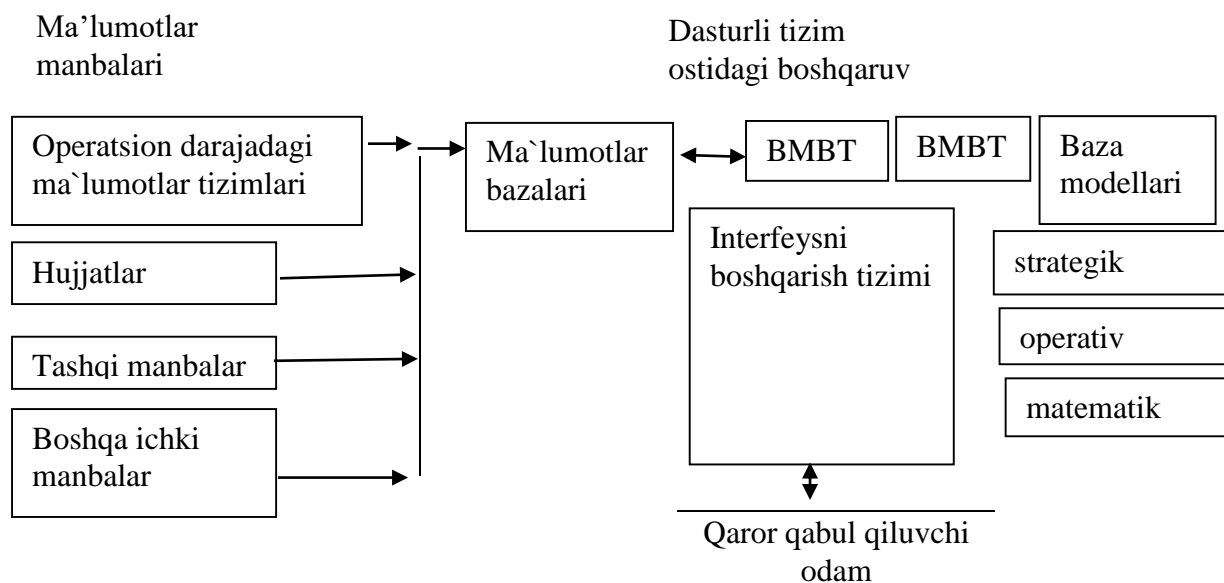 Ma’lumotlar
manbalari
Dasturli tizim
ostidagi boshqaruv
Operatsion darajadagi
ma`lumotlar tizimlari
Hujjatlar
Tashqi manbalar
Boshqa ichki
manbalar
Ma`lumotlar
bazalari
BMBT
BMBT
Baza
modellari
Interfeysni
boshqarish tizimi
strategik
operativ
matematik
Qaror qabul qiluvchi
odam